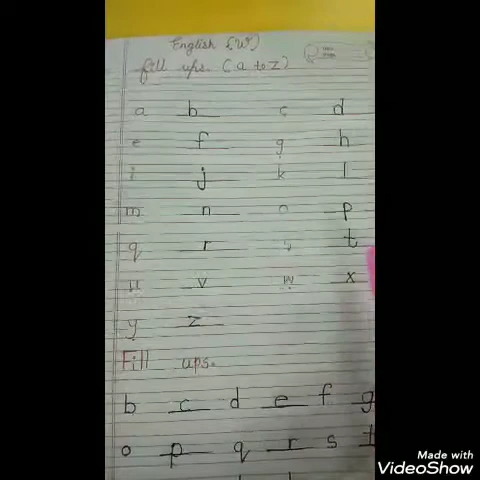 English (W)
fill ups. (a to z)
a b c d
e f g h
i j k l
m n o p
q r s t
u v w x
y z
Fill ups.
b c d e f g
o p q r s t
Made with
VideoShow